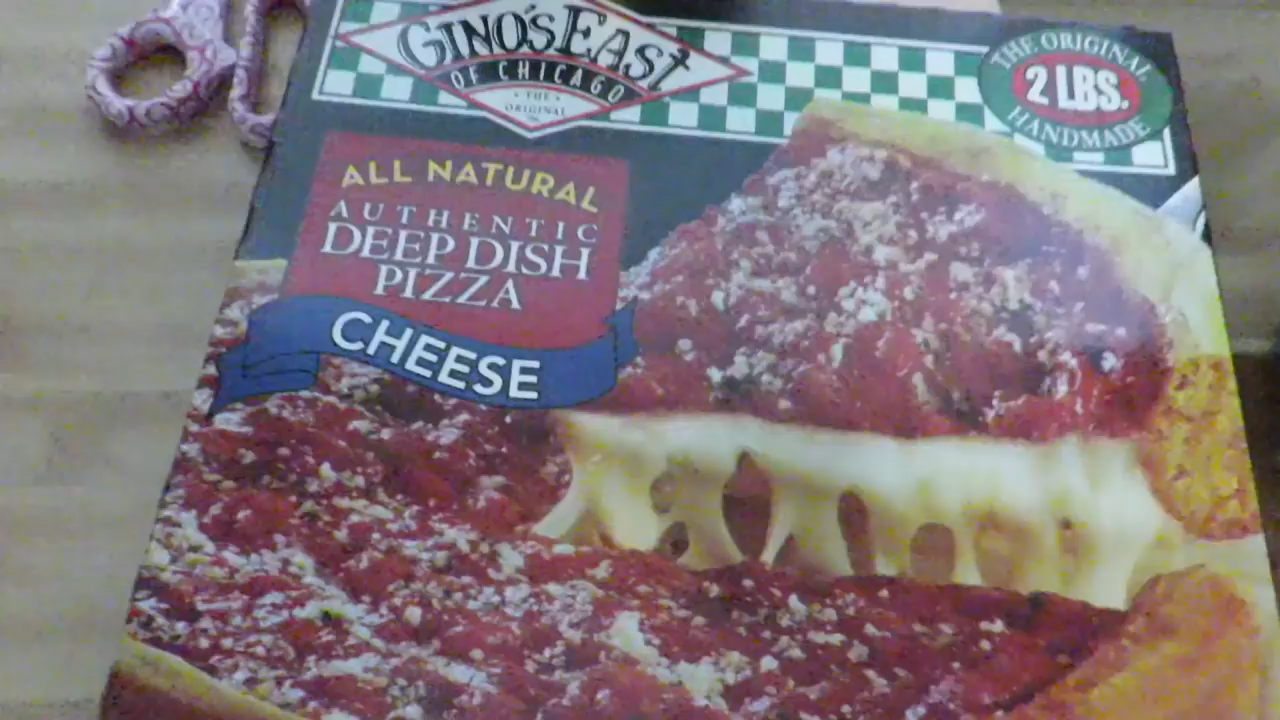 GINO'S EAST
OF CHICAGO
• THE •
ORIGINAL
THE ORIGINAL
2 LBS.
HANDMADE
ALL NATURAL
AUTHENTIC
DEEP DISH
PIZZA
CHEESE